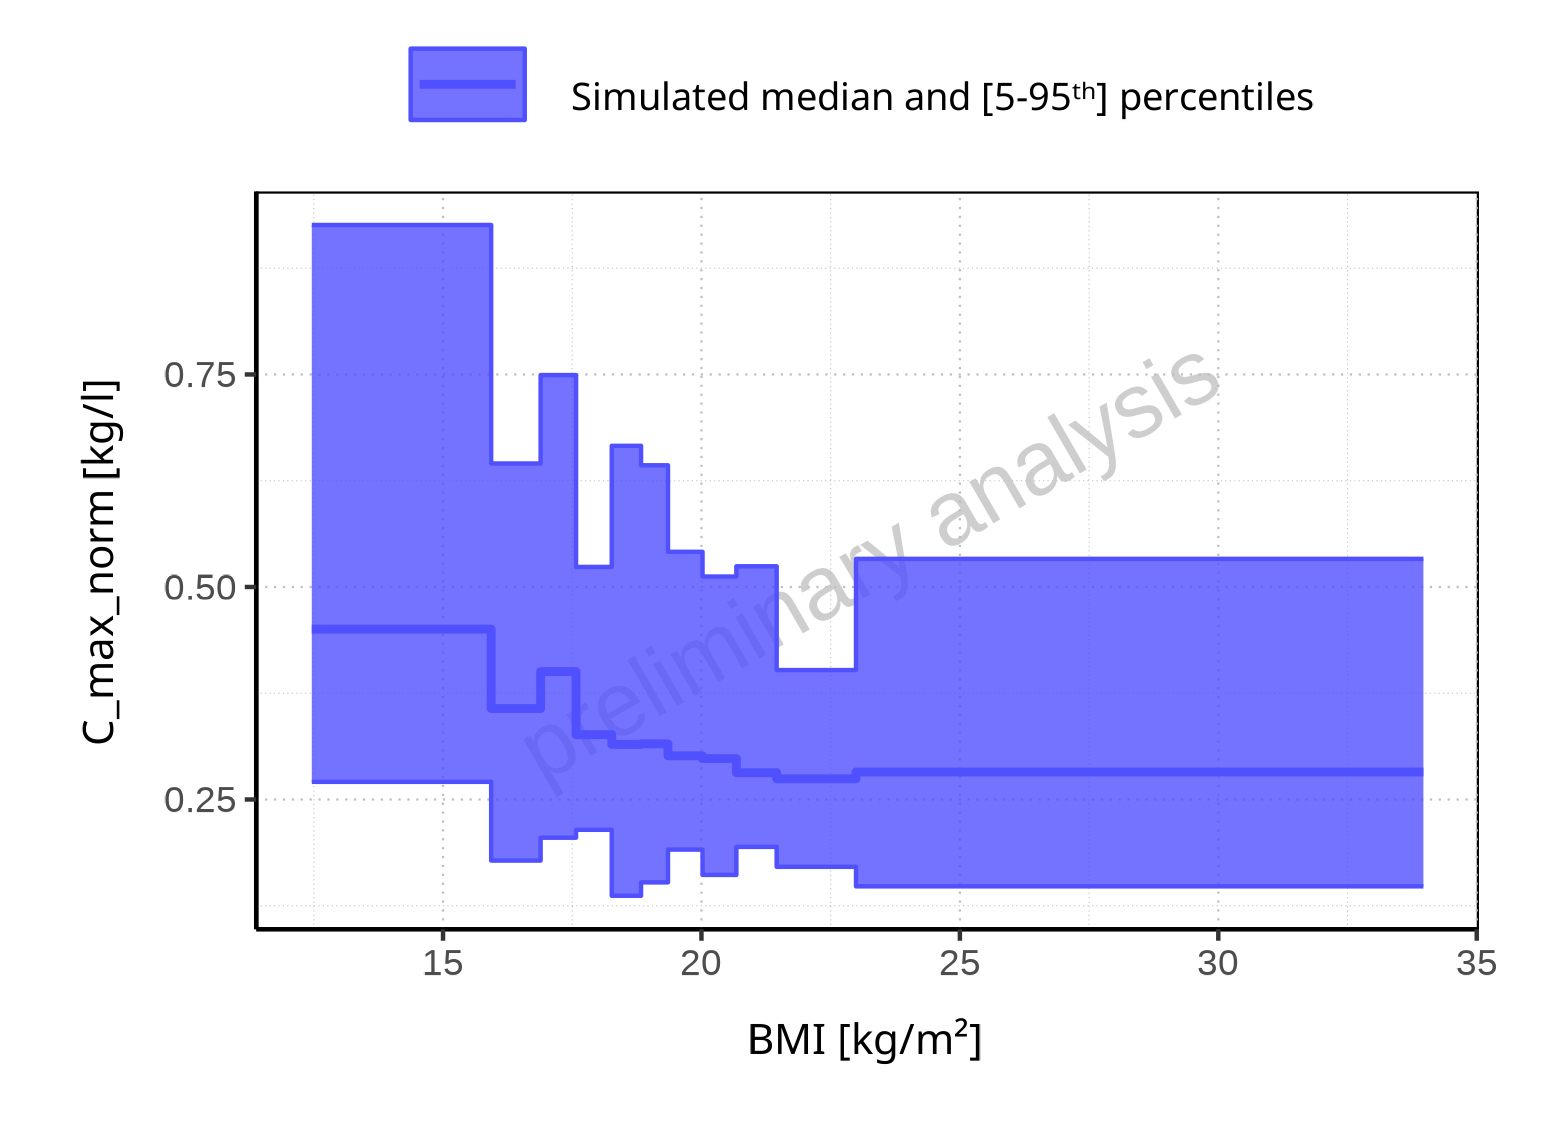 Simulated median and [5-95ᵗʰ] percentiles
C_max_norm [kg/l]
0.75
0.50
0.25
preliminary analysis
15 20 25 30 35
BMI [kg/m²]